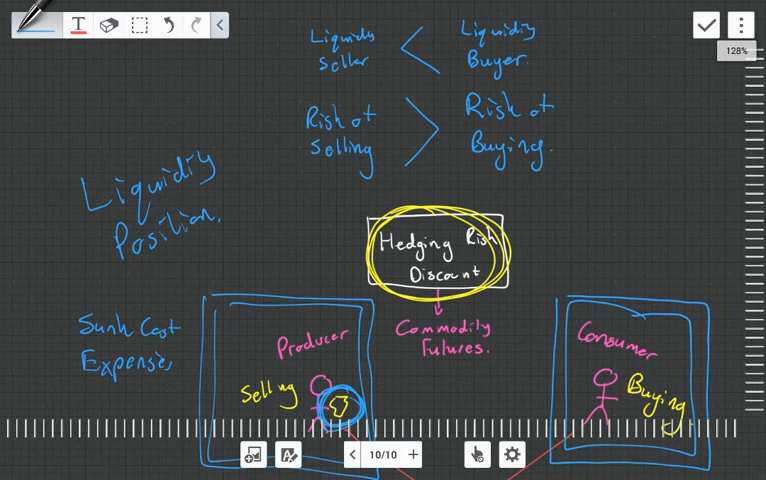 T
128%
Liquidity
Seller
<
Liquidity
Buyer.
Risk of
Selling
>
Risk of
Buying.
Liquidity
Position.
Hedging Risk
Discount
Commodity
Futures.
Sunk Cost
Expenses
Producer
Selling
Consumer
Buying
A
10/10